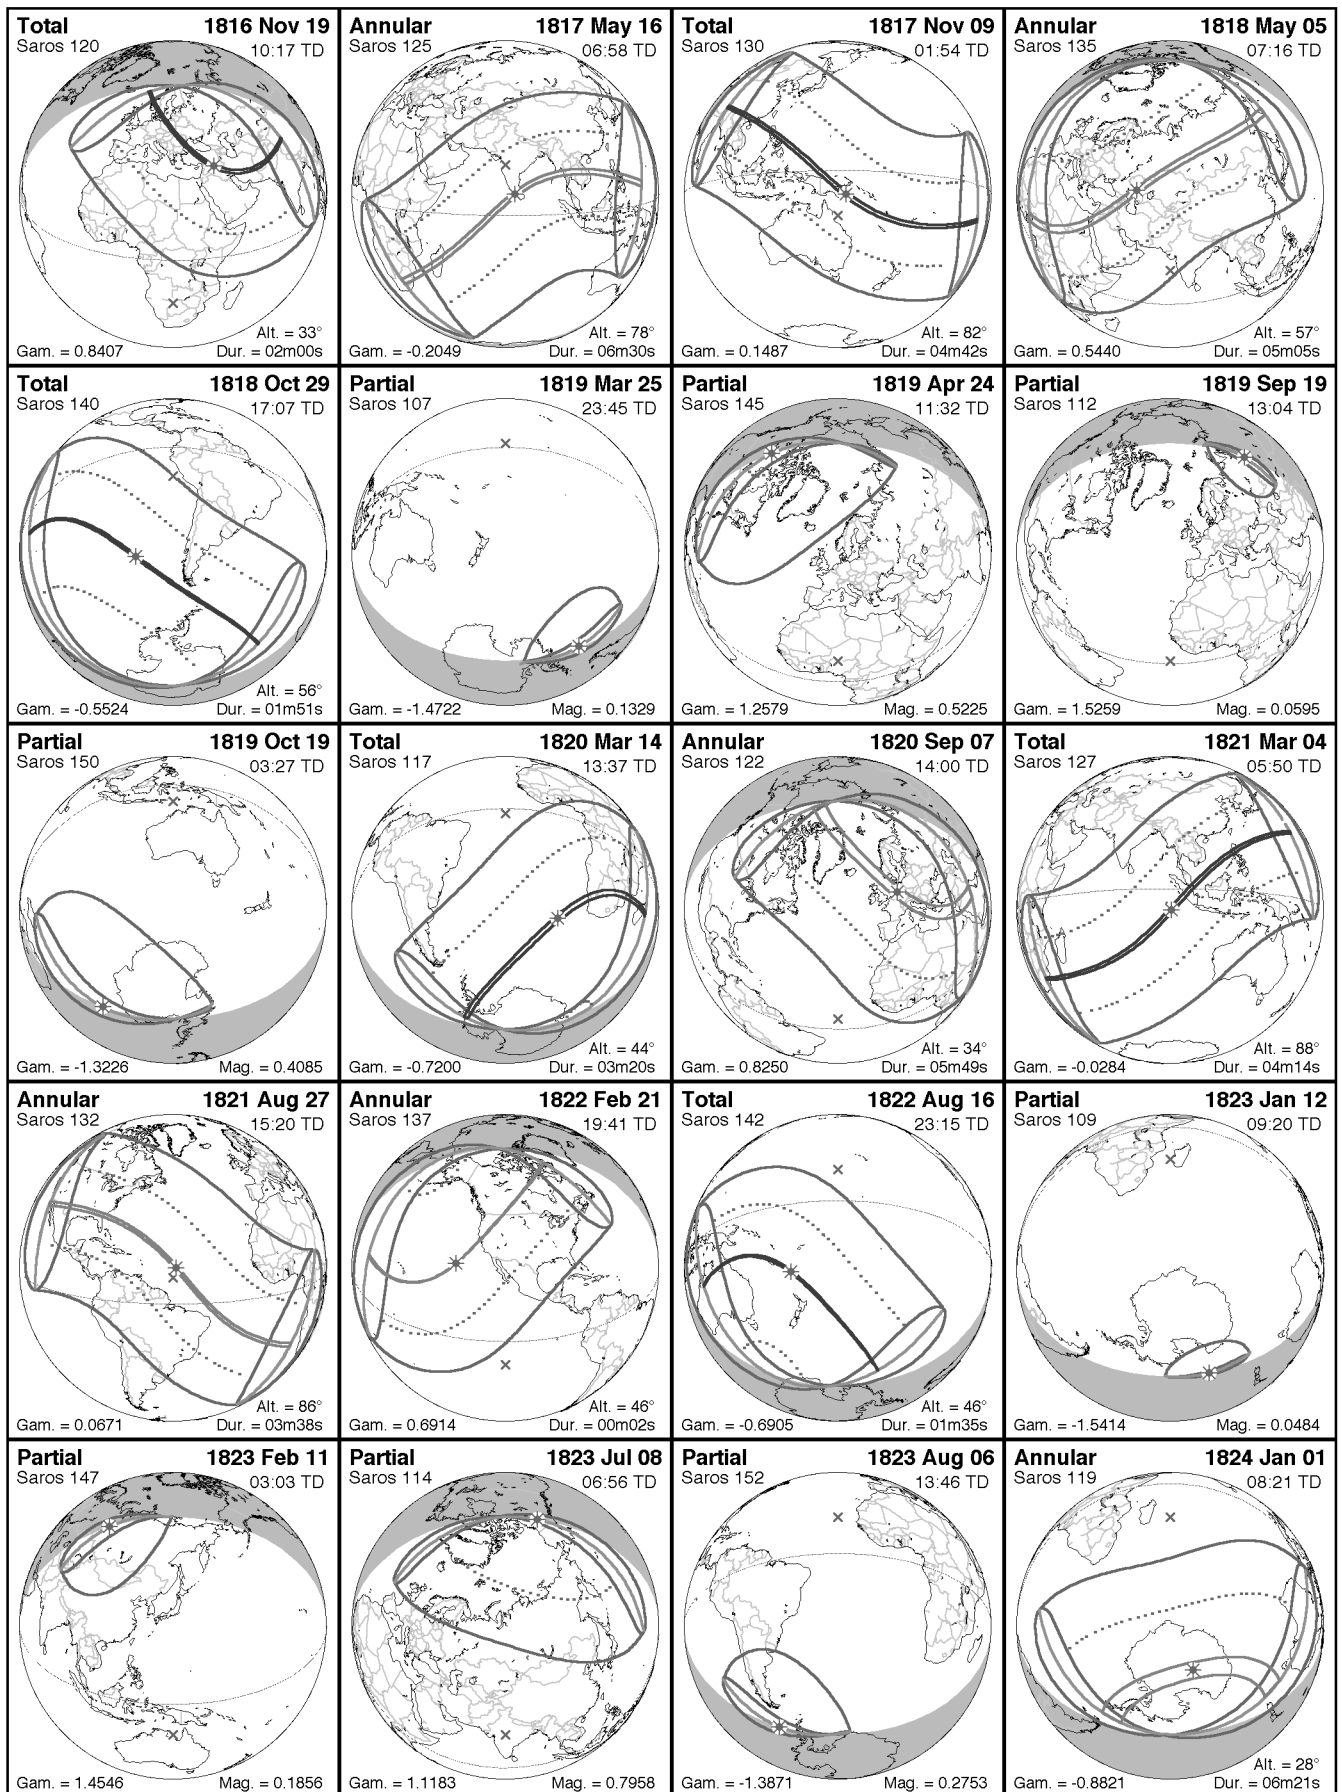 Total 1816 Nov 19
Saros 120 10:17 TD
Alt. = 33°
Gam. = 0.8407 Dur. = 02m00s
Annular 1817 May 16
Saros 125 06:58 TD
Alt. = 78°
Gam. = -0.2049 Dur. = 06m30s
Total 1817 Nov 09
Saros 130 01:54 TD
Alt. = 82°
Gam. = 0.1487 Dur. = 04m42s
Annular 1818 May 05
Saros 135 07:16 TD
Alt. = 57°
Gam. = 0.5440 Dur. = 05m05s
Total 1818 Oct 29
Saros 140 17:07 TD
Alt. = 56°
Gam. = -0.5524 Dur. = 01m51s
Partial 1819 Mar 25
Saros 107 23:45 TD
Gam. = -1.4722 Mag. = 0.1329
Partial 1819 Apr 24
Saros 145 11:32 TD
Gam. = 1.2579 Mag. = 0.5225
Partial 1819 Sep 19
Saros 112 13:04 TD
Gam. = 1.5259 Mag. = 0.0595
Partial 1819 Oct 19
Saros 150 03:27 TD
Gam. = -1.3226 Mag. = 0.4085
Total 1820 Mar 14
Saros 117 13:37 TD
Alt. = 44°
Gam. = -0.7200 Dur. = 03m20s
Annular 1820 Sep 07
Saros 122 14:00 TD
Alt. = 34°
Gam. = 0.8250 Dur. = 05m49s
Total 1821 Mar 04
Saros 127 05:50 TD
Alt. = 88°
Gam. = -0.0284 Dur. = 04m14s
Annular 1821 Aug 27
Saros 132 15:20 TD
Alt. = 86°
Gam. = 0.0671 Dur. = 03m38s
Annular 1822 Feb 21
Saros 137 19:41 TD
Alt. = 46°
Gam. = 0.6914 Dur. = 00m02s
Total 1822 Aug 16
Saros 142 23:15 TD
Alt. = 46°
Gam. = -0.6905 Dur. = 01m35s
Partial 1823 Jan 12
Saros 109 09:20 TD
Gam. = -1.5414 Mag. = 0.0484
Partial 1823 Feb 11
Saros 147 03:03 TD
Gam. = 1.4546 Mag. = 0.1856
Partial 1823 Jul 08
Saros 114 06:56 TD
Gam. = 1.1183 Mag. = 0.7958
Partial 1823 Aug 06
Saros 152 13:46 TD
Gam. = -1.3871 Mag. = 0.2753
Annular 1824 Jan 01
Saros 119 08:21 TD
Alt. = 28°
Gam. = -0.8821 Dur. = 06m21s